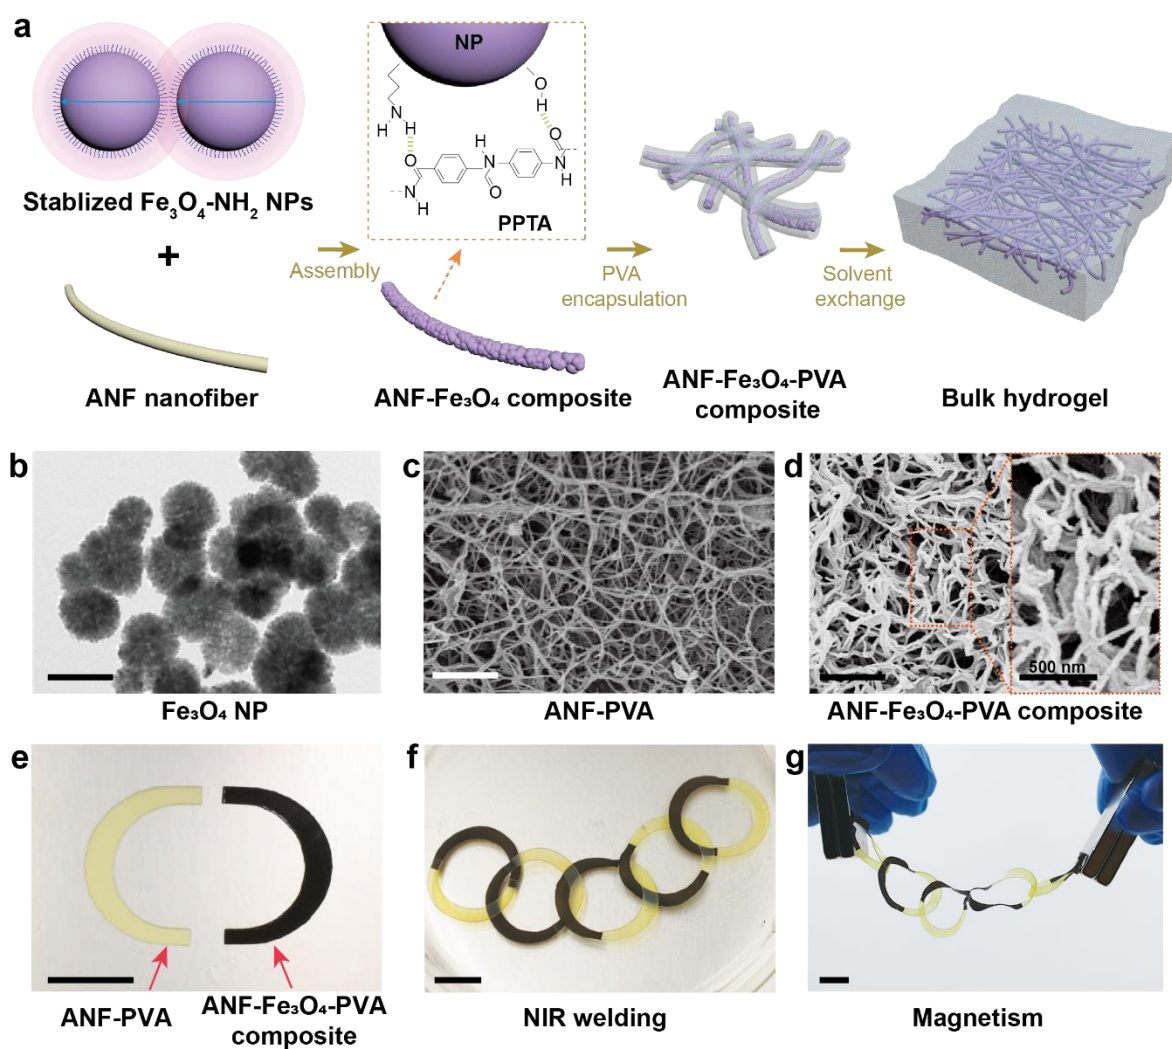 a
NP
H
N
H
O
H
O
N
H
O
H
N
O
N
H
PPTA
Stablized Fe₃O₄-NH₂ NPs
+
Assembly
PVA
encapsulation
Solvent
exchange
ANF nanofiber
ANF-Fe₃O₄ composite
ANF-Fe₃O₄-PVA
composite
Bulk hydrogel
b
c
d
500 nm
Fe₃O₄ NP
ANF-PVA
ANF-Fe₃O₄-PVA composite
e
f
g
ANF-PVA
ANF-Fe₃O₄-PVA
composite
NIR welding
Magnetism